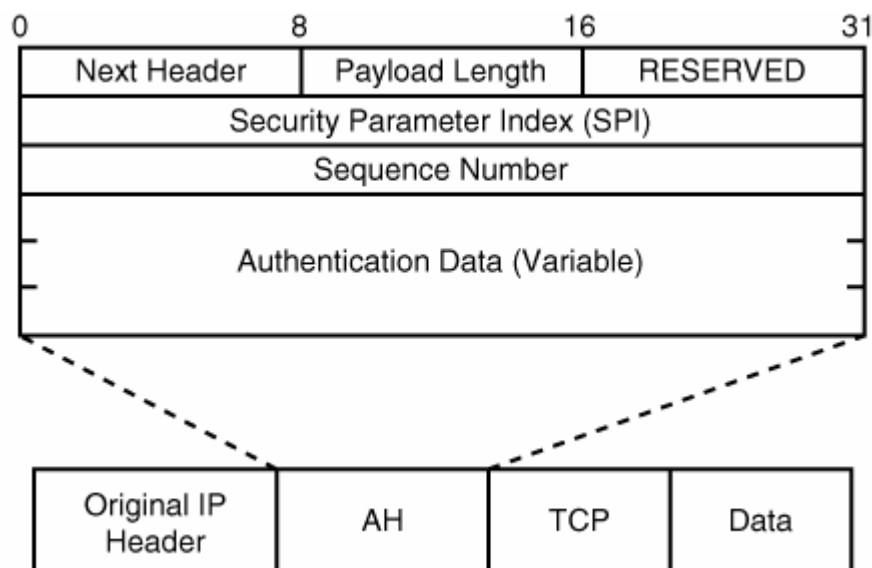 0 8 16 31
Next Header Payload Length RESERVED
Security Parameter Index (SPI)
Sequence Number
Authentication Data (Variable)
Original IP
Header
AH
TCP
Data